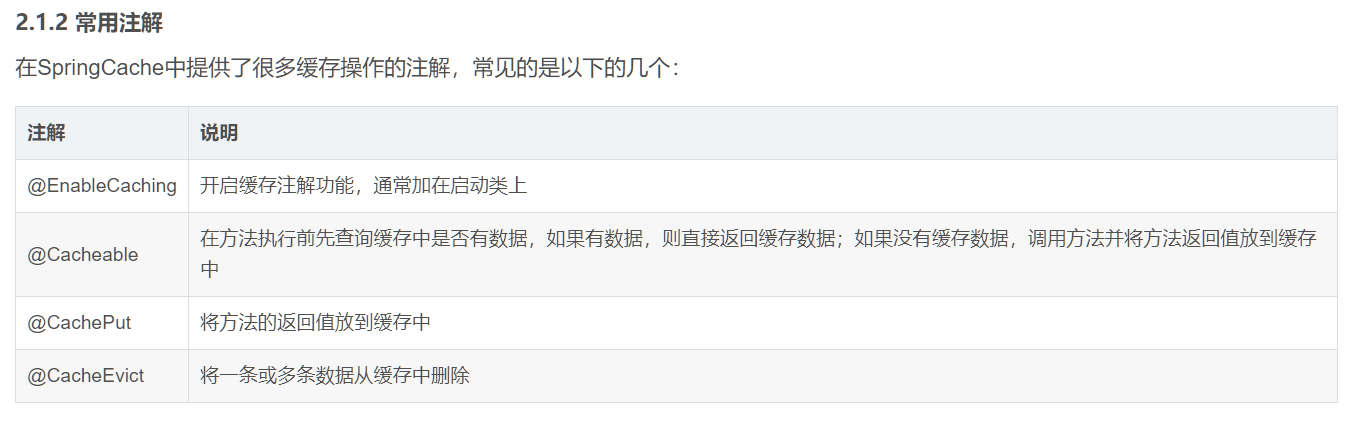 2.1.2 常用注解
在SpringCache中提供了很多缓存操作的注解，常见的是以下的几个：
注解 说明
@EnableCaching 开启缓存注解功能，通常加在启动类上
@Cacheable 在方法执行前先查询缓存中是否有数据，如果有数据，则直接返回缓存数据；如果没有缓存数据，调用方法并将方法返回值放到缓存
中
@CachePut 将方法的返回值放到缓存中
@CacheEvict 将一条或多条数据从缓存中删除